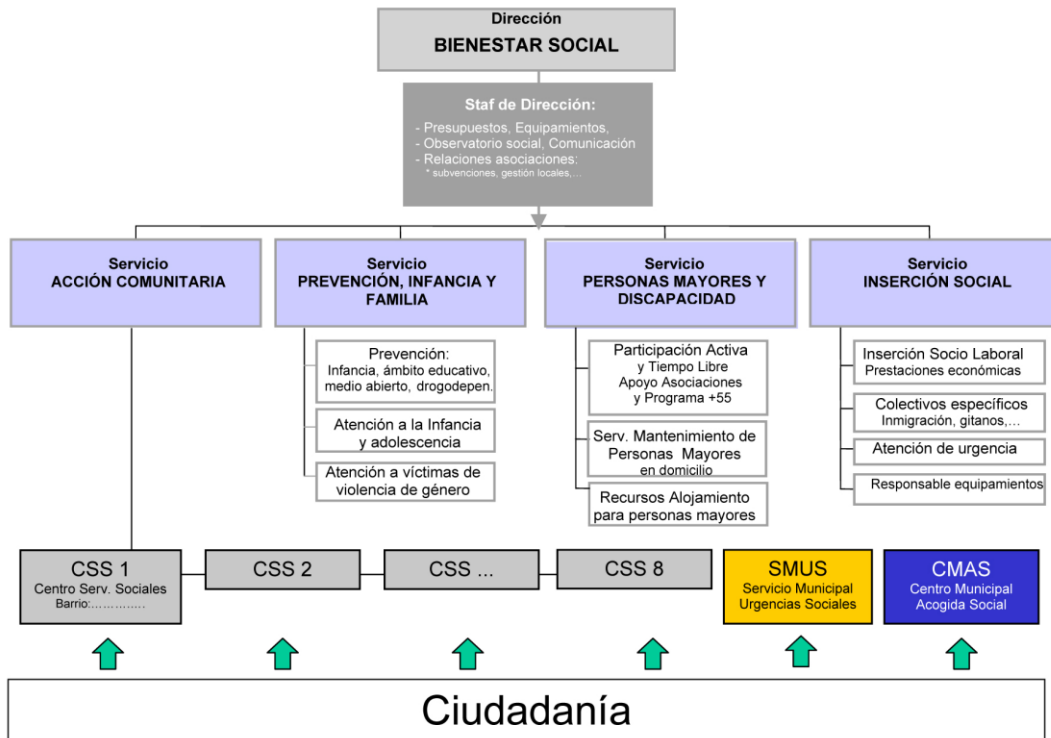 Dirección
BIENESTAR SOCIAL
Staf de Dirección:
- Presupuestos, Equipamientos,
- Observatorio social, Comunicación
- Relaciones asociaciones:
* subvenciones, gestión locales,...
Servicio
ACCIÓN COMUNITARIA
Servicio
PREVENCIÓN, INFANCIA Y
FAMILIA
Servicio
PERSONAS MAYORES Y
DISCAPACIDAD
Servicio
INSERCIÓN SOCIAL
Prevención:
Infancia, ámbito educativo,
medio abierto, drogodepen.
Atención a la Infancia
y adolescencia
Atención a víctimas de
violencia de género
Participación Activa
y Tiempo Libre
Apoyo Asociaciones
y Programa +55
Serv. Mantenimiento de
Personas Mayores
en domicilio
Recursos Alojamiento
para personas mayores
Inserción Socio Laboral
Prestaciones económicas
Colectivos específicos
Inmigración, gitanos,...
Atención de urgencia
Responsable equipamientos
CSS 1
Centro Serv. Sociales
Barrio:..............
CSS 2
CSS ...
CSS 8
SMUS
Servicio Municipal
Urgencias Sociales
CMAS
Centro Municipal
Acogida Social
Ciudadanía